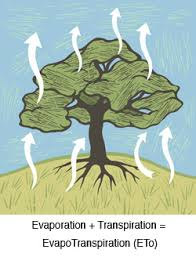 Evaporation + Transpiration =
EvapoTranspiration (ETo)